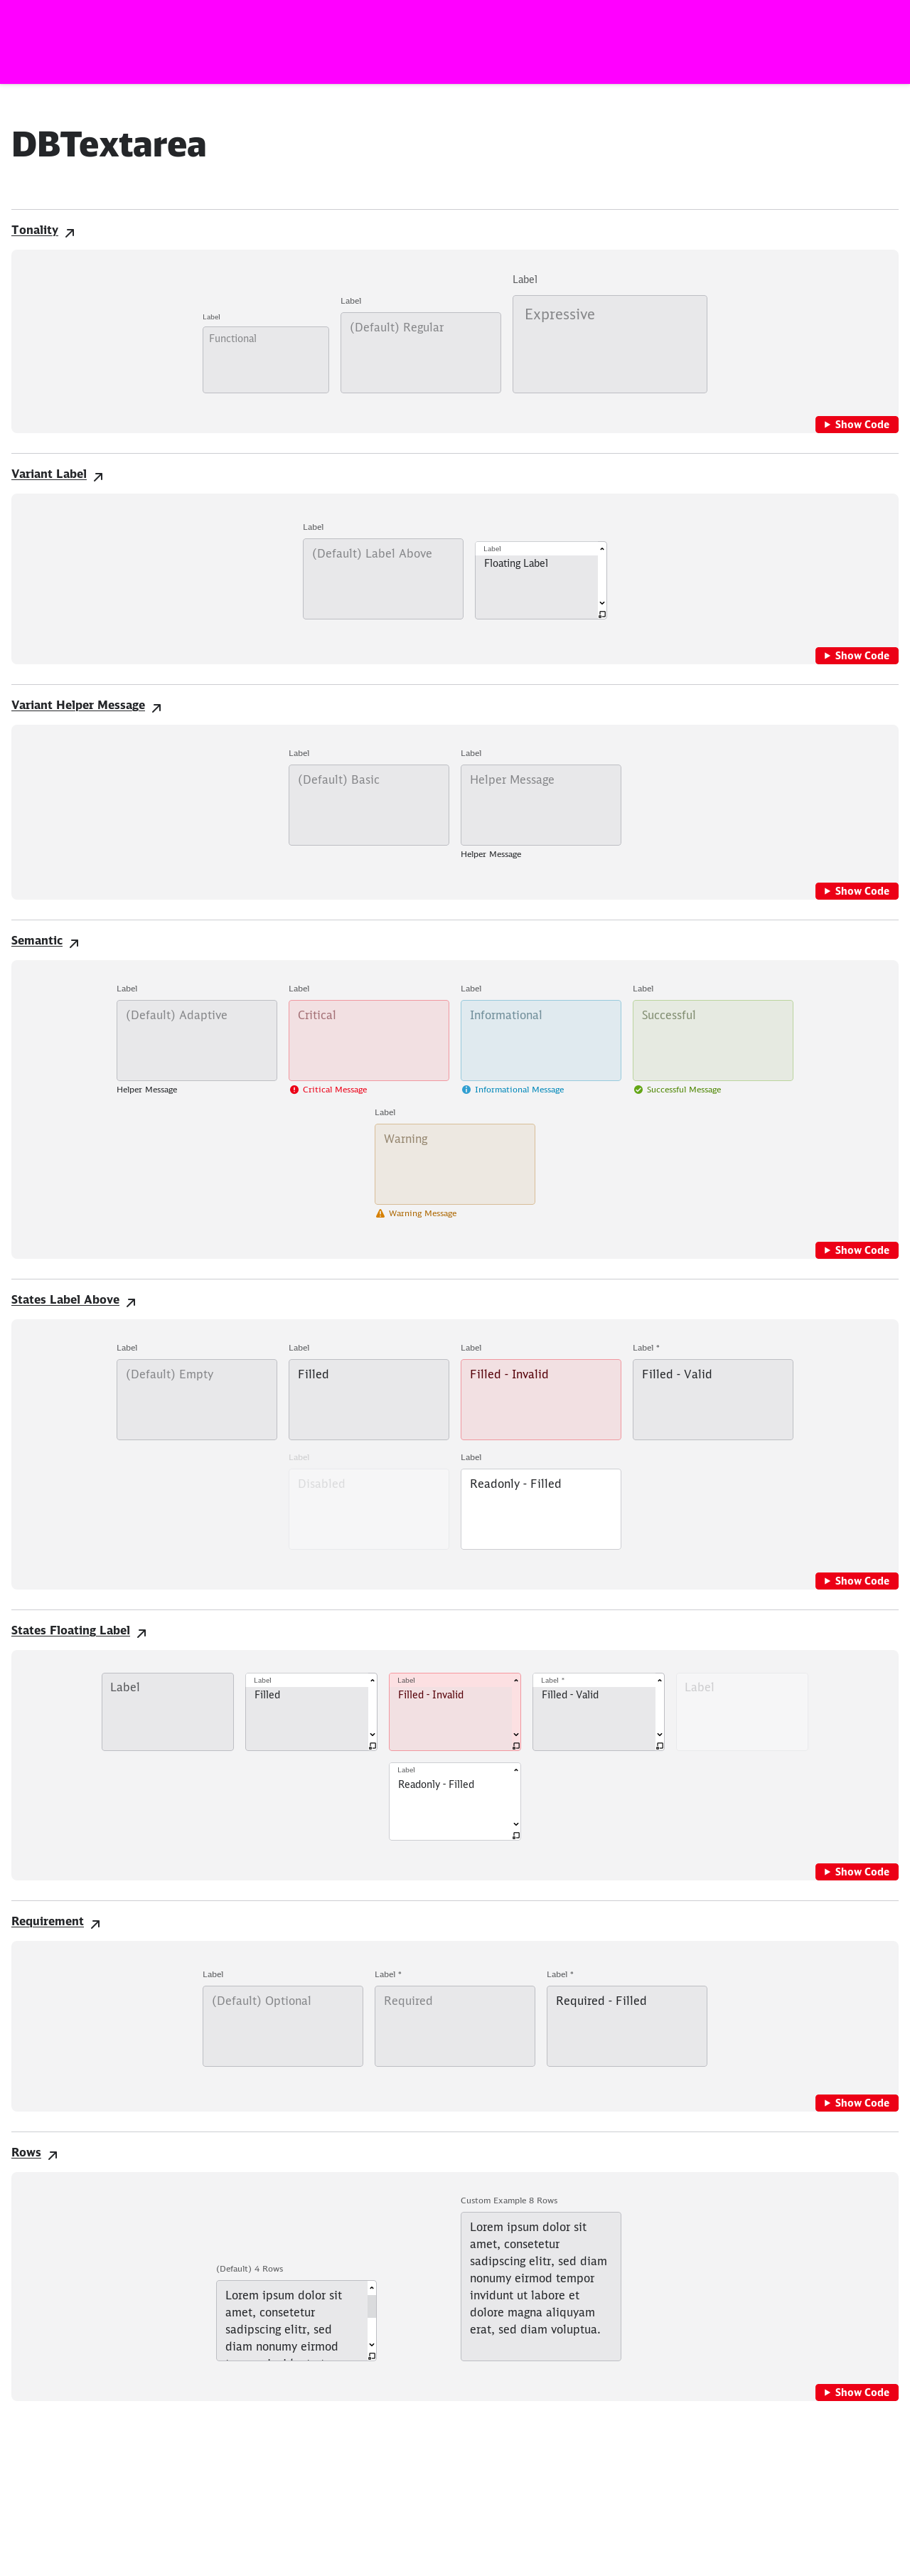 DBTextarea
Tonality
Label
Functional
Label
(Default) Regular
Label
Expressive
Show Code
Variant Label
Label
(Default) Label Above
Label
Floating Label
Show Code
Variant Helper Message
Label
(Default) Basic
Label
Helper Message
Helper Message
Show Code
Semantic
Label
(Default) Adaptive
Helper Message
Label
Critical
Critical Message
Label
Informational
Informational Message
Label
Successful
Successful Message
Label
Warning
Warning Message
Show Code
States Label Above
Label
(Default) Empty
Label
Filled
Label
Filled - Invalid
Label *
Filled - Valid
Label
Disabled
Label
Readonly - Filled
Show Code
States Floating Label
Label
Label
Filled
Label
Filled - Invalid
Label *
Filled - Valid
Label
Label
Readonly - Filled
Show Code
Requirement
Label
(Default) Optional
Label *
Required
Label *
Required - Filled
Show Code
Rows
(Default) 4 Rows
Lorem ipsum dolor sit
amet, consetetur
sadipscing elitr, sed
diam nonumy eirmod
Custom Example 8 Rows
Lorem ipsum dolor sit
amet, consetetur
sadipscing elitr, sed diam
nonumy eirmod tempor
invidunt ut labore et
dolore magna aliquyam
erat, sed diam voluptua.
Show Code